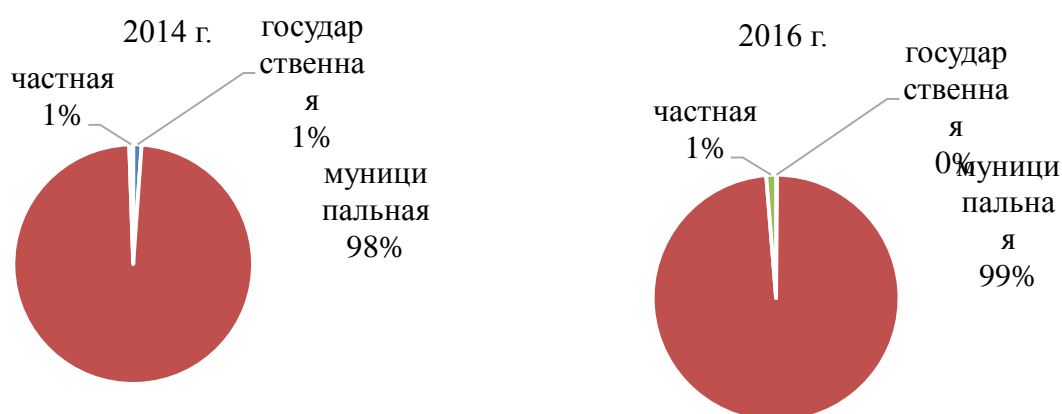 2014 г.
частная
1%
государ
ственна
я
1%
муници
пальная
98%
2016 г.
частная
1%
государ
ственна
я
0%
муници
пальна
я
99%